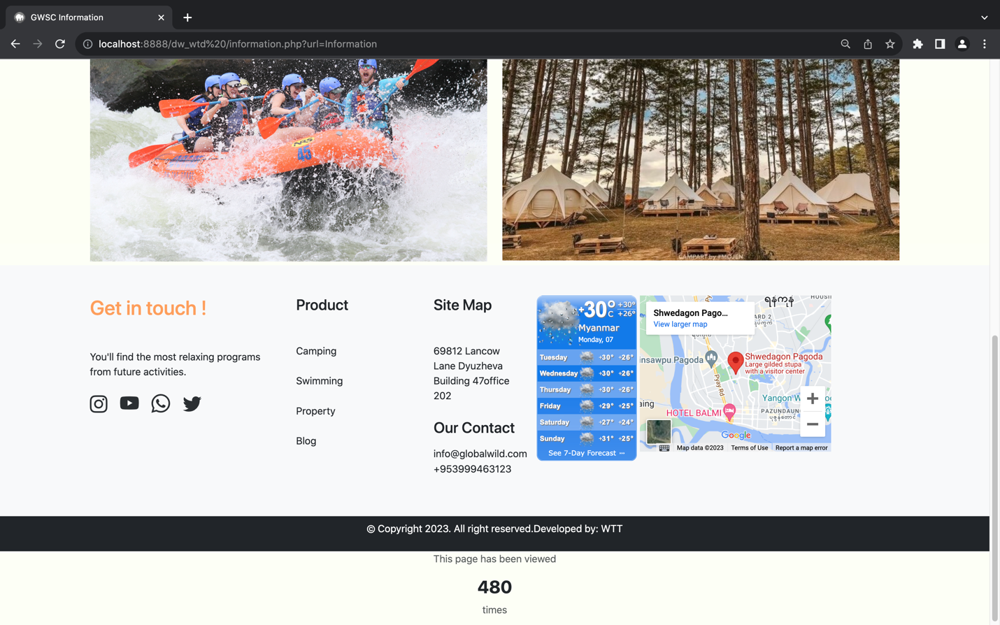 GWSC Information
localhost:8888/dw_wtd%20/information.php?url=Information
NRS
45
CAMPART by #MOJEN
Get in touch !
You'll find the most relaxing programs
from future activities.
Product
Camping
Swimming
Property
Blog
Site Map
69812 Lancow
Lane Dyuzheva
Building 47office
202
Our Contact
info@globalwild.com
+953999463123
+30° C +30° +26°
Myanmar
Monday, 07
Tuesday +30° +26°
Wednesday +30° +26°
Thursday +30° +26°
Friday +29° +25°
Saturday +27° +24°
Sunday +31° +25°
See 7-Day Forecast ···
ရန်ကုန်
Shwedagon Pago...
View larger map
ARD 2
insawpu Pagoda
Shwedagon Pagoda
Large gilded stupa
with a visitor center
Pyay Rd
aing
HOTEL BALMI
PAZUNDAUN
Google
Map data ©2023 Terms of Use Report a map error
© Copyright 2023. All right reserved.Developed by: WTT
This page has been viewed
480
times